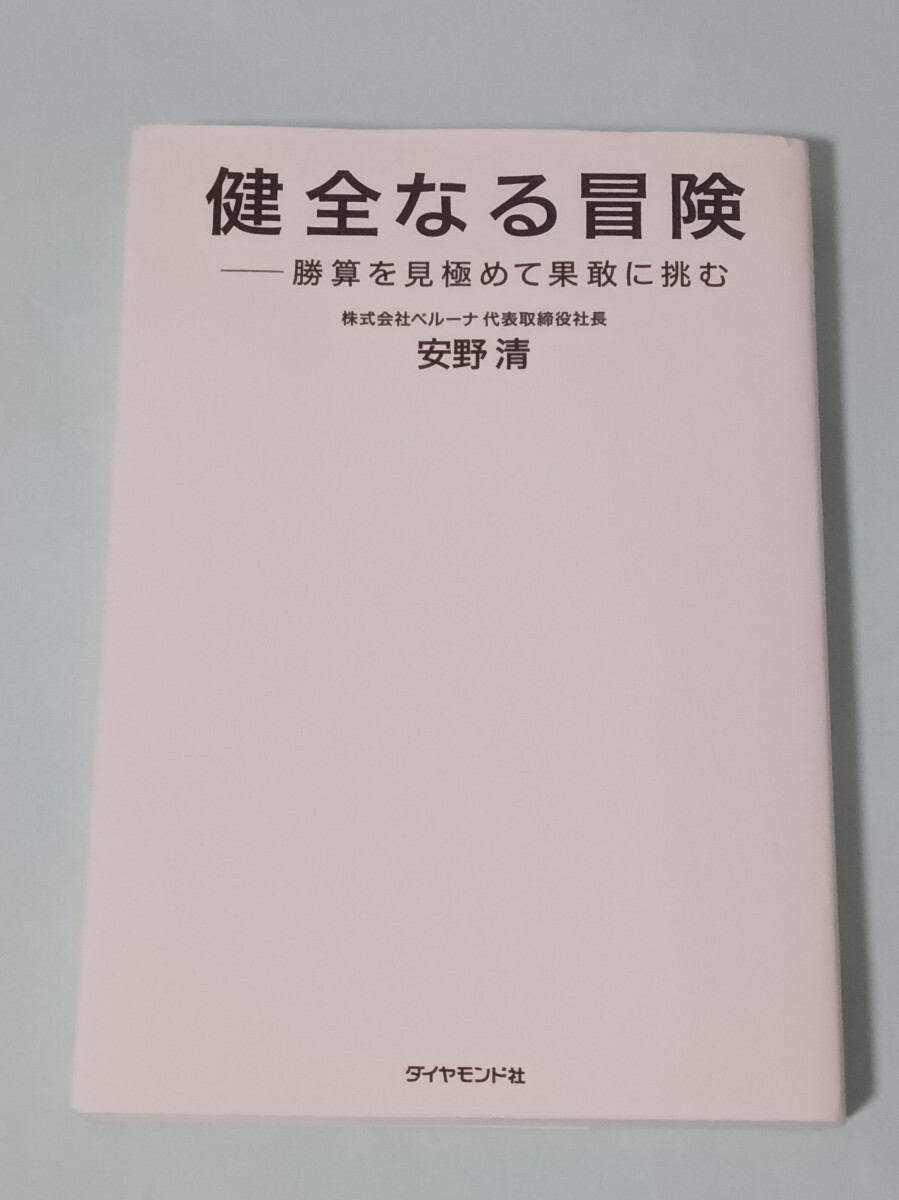 健全なる冒険
——勝算を見極めて果敢に挑む
株式会社ベルーナ 代表取締役社長
安野 清
ダイヤモンド社